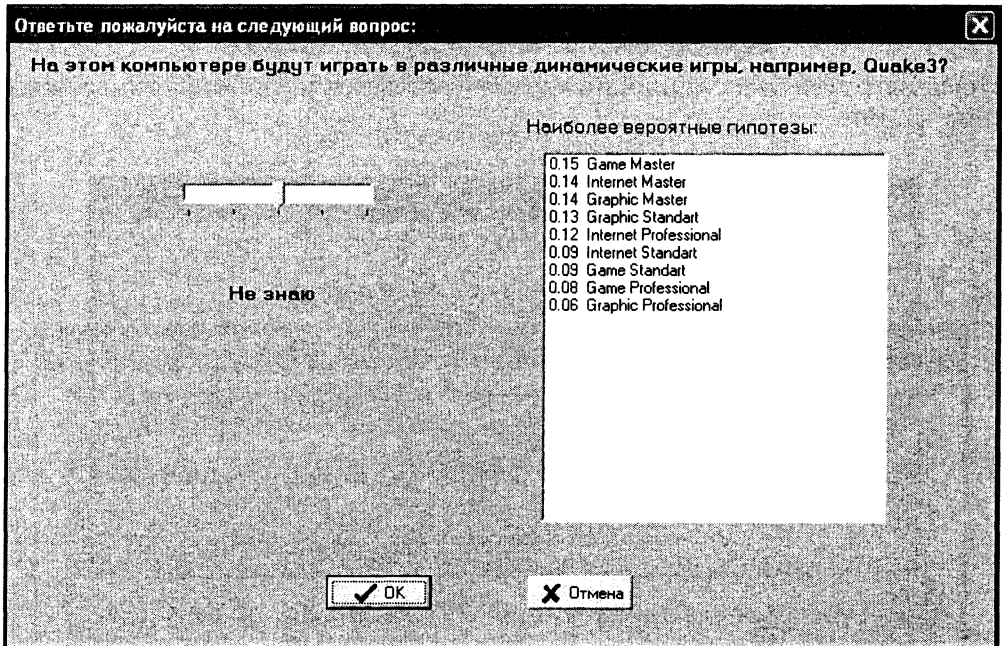 Ответьте пожалуйста на следующий вопрос:
На этом компьютере будут играть в различные динамические игры, например, Quake3?
Наиболее вероятные гипотезы:
0.15 Game Master
0.14 Internet Master
0.14 Graphic Master
0.13 Graphic Standart
0.12 Internet Professional
0.09 Internet Standart
0.09 Game Standart
0.08 Game Professional
0.06 Graphic Professional
Не знаю
OK
Отмена